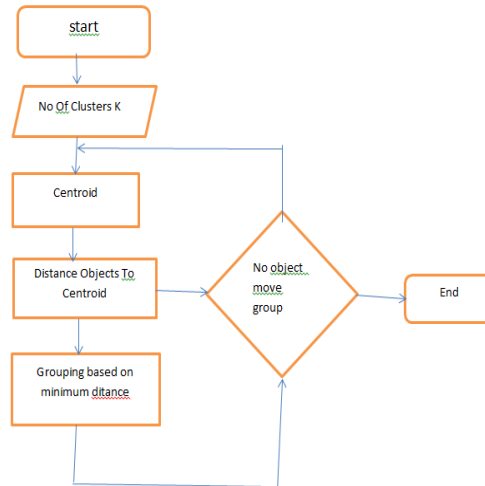 start
No Of Clusters K
Centroid
Distance Objects To
Centroid
No object
move
group
End
Grouping based on
minimum ditance